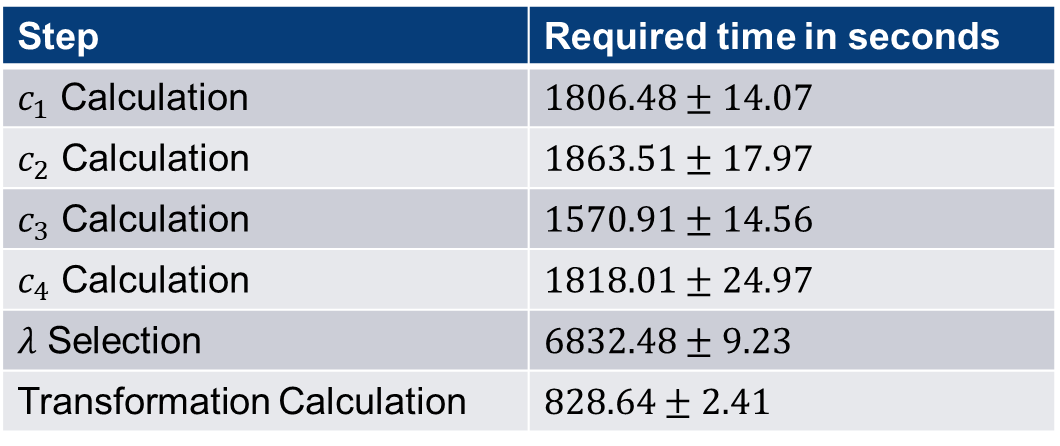 Step Required time in seconds
c₁ Calculation 1806.48 ± 14.07
c₂ Calculation 1863.51 ± 17.97
c₃ Calculation 1570.91 ± 14.56
c₄ Calculation 1818.01 ± 24.97
λ Selection 6832.48 ± 9.23
Transformation Calculation 828.64 ± 2.41